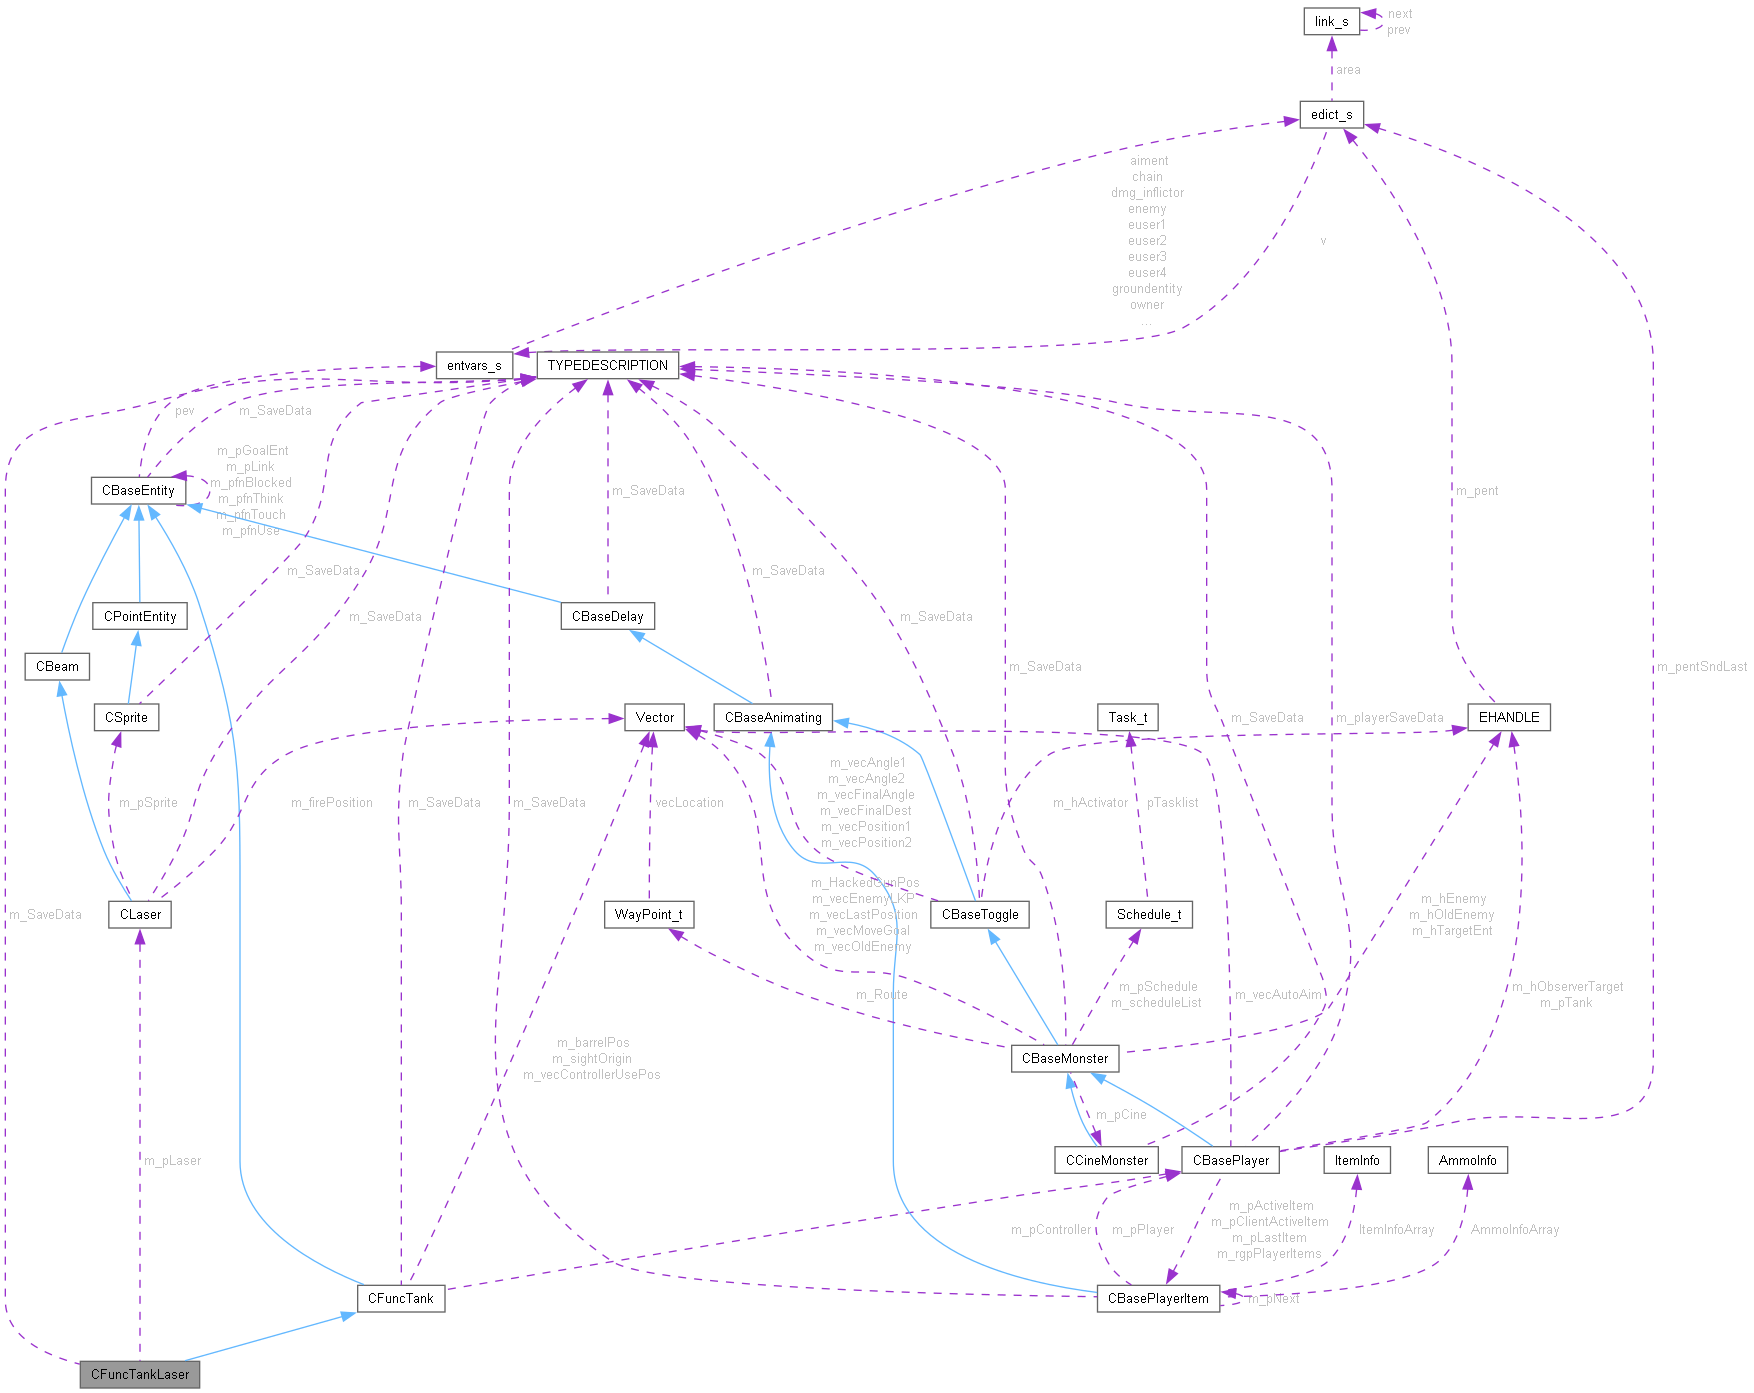 link_s
next
prev
area
edict_s
aiment
chain
dmg_inflictor
enemy
euser1
euser2
euser3
euser4
groundentity
owner
...
v
entvars_s
TYPEDESCRIPTION
pev
m_SaveData
m_pGoalEnt
m_pLink
m_pfnBlocked
m_pfnThink
m_pfnTouch
m_pfnUse
CBaseEntity
m_SaveData
m_pent
m_SaveData
m_SaveData
CPointEntity
CBaseDelay
m_SaveData
m_SaveData
CBeam
m_SaveData
m_pentSndLast
CSprite
Vector
CBaseAnimating
Task_t
m_SaveData
m_playerSaveData
EHANDLE
m_pSprite
m_firePosition
m_SaveData
m_SaveData
vecLocation
m_vecAngle1
m_vecAngle2
m_vecFinalAngle
m_vecFinalDest
m_vecPosition1
m_vecPosition2
m_hActivator
pTasklist
m_SaveData
CLaser
WayPoint_t
m_HackedGunPos
m_vecEnemyLKP
m_vecLastPosition
m_vecMoveGoal
m_vecOldEnemy
CBaseToggle
Schedule_t
m_hEnemy
m_hOldEnemy
m_hTargetEnt
m_Route
m_pSchedule
m_scheduleList
m_vecAutoAim
m_hObserverTarget
m_pTank
m_barrelPos
m_sightOrigin
m_vecControllerUsePos
CBaseMonster
m_pCine
m_pLaser
CCineMonster
CBasePlayer
ItemInfo
AmmoInfo
m_pController
m_pPlayer
m_pActiveItem
m_pClientActiveItem
m_pLastItem
m_rgpPlayerItems
ItemInfoArray
AmmoInfoArray
CFuncTank
CBasePlayerItem
m_pNext
CFuncTankLaser